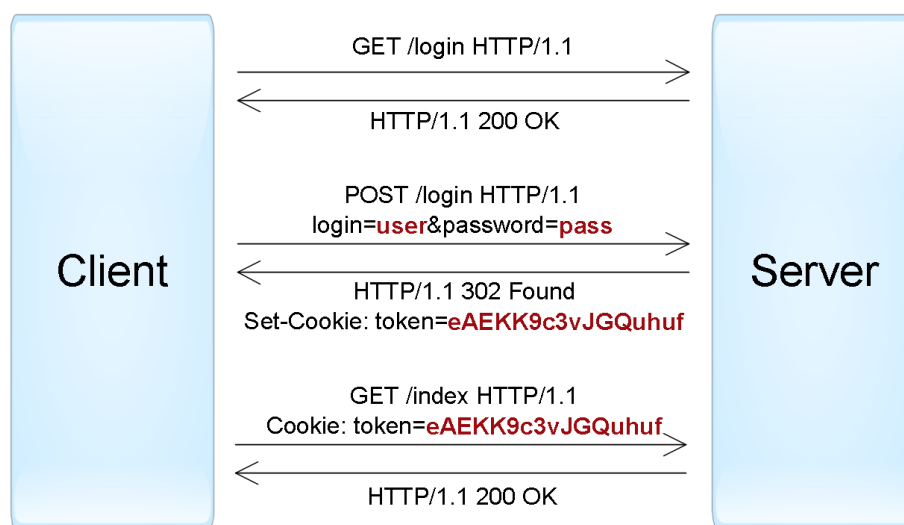 GET /login HTTP/1.1
HTTP/1.1 200 OK
POST /login HTTP/1.1
login=user&password=pass
Client
Server
HTTP/1.1 302 Found
Set-Cookie: token=eAEKK9c3vJGQuhuf
GET /index HTTP/1.1
Cookie: token=eAEKK9c3vJGQuhuf
HTTP/1.1 200 OK